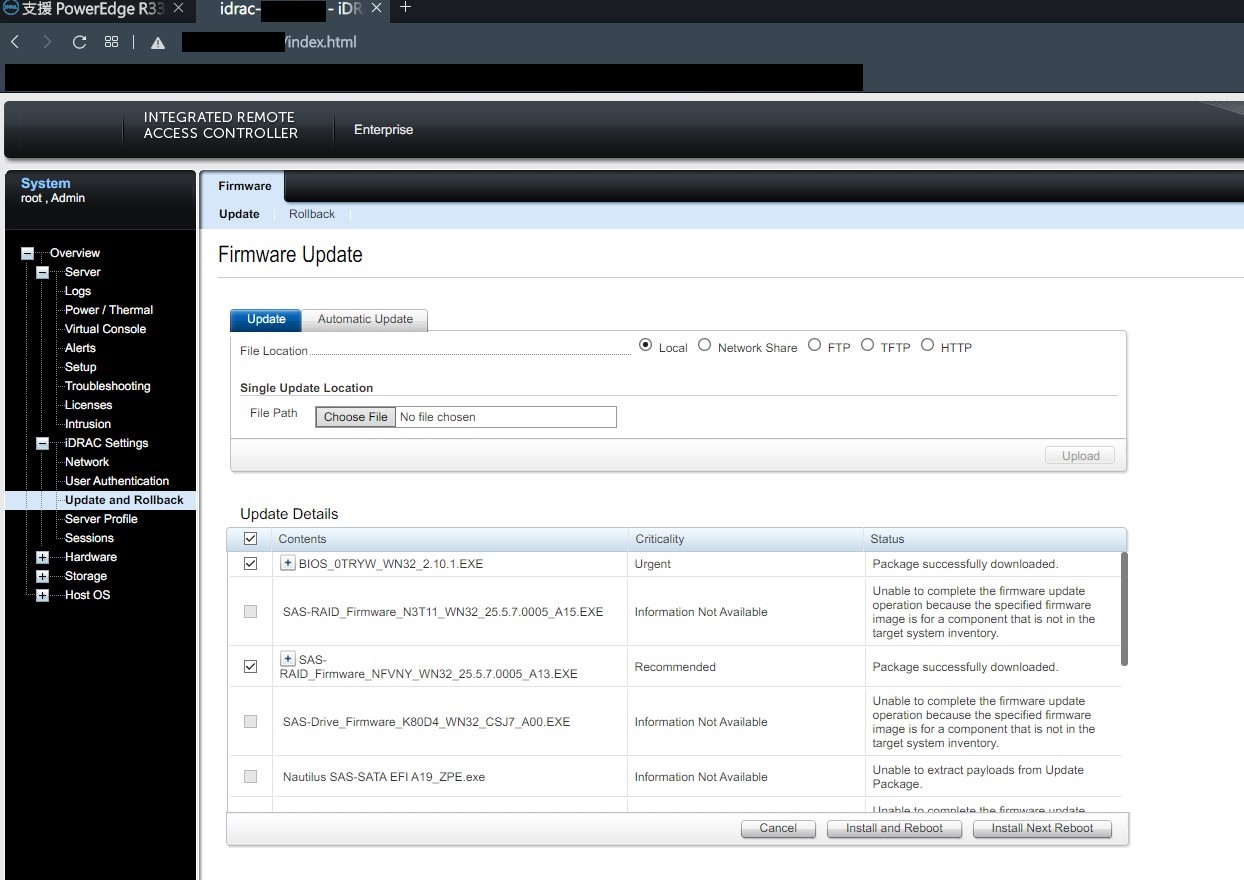 支援 PowerEdge R33
idrac- - iDR
/index.html
INTEGRATED REMOTE
ACCESS CONTROLLER
Enterprise
System
root , Admin
Overview
Server
Logs
Power / Thermal
Virtual Console
Alerts
Setup
Troubleshooting
Licenses
Intrusion
iDRAC Settings
Network
User Authentication
Update and Rollback
Server Profile
Sessions
Hardware
Storage
Host OS
Firmware
Update
Rollback
Firmware Update
Update
Automatic Update
File Location
Local
Network Share
FTP
TFTP
HTTP
Single Update Location
File Path
Choose File
No file chosen
Upload
Update Details
Contents
Criticality
Status
BIOS_0TRYW_WN32_2.10.1.EXE
Urgent
Package successfully downloaded.
SAS-RAID_Firmware_N3T11_WN32_25.5.7.0005_A15.EXE
Information Not Available
Unable to complete the firmware update
operation because the specified firmware
image is for a component that is not in the
target system inventory.
SAS-
RAID_Firmware_NFVNY_WN32_25.5.7.0005_A13.EXE
Recommended
Package successfully downloaded.
SAS-Drive_Firmware_K80D4_WN32_CSJ7_A00.EXE
Information Not Available
Unable to complete the firmware update
operation because the specified firmware
image is for a component that is not in the
target system inventory.
Nautilus SAS-SATA EFI A19_ZPE.exe
Information Not Available
Unable to extract payloads from Update
Package.
Unable to complete the firmware update
Cancel
Install and Reboot
Install Next Reboot